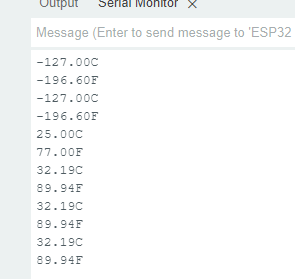 Output
Serial Monitor ×
Message (Enter to send message to 'ESP32
-127.00C
-196.60F
-127.00C
-196.60F
25.00C
77.00F
32.19C
89.94F
32.19C
89.94F
32.19C
89.94F